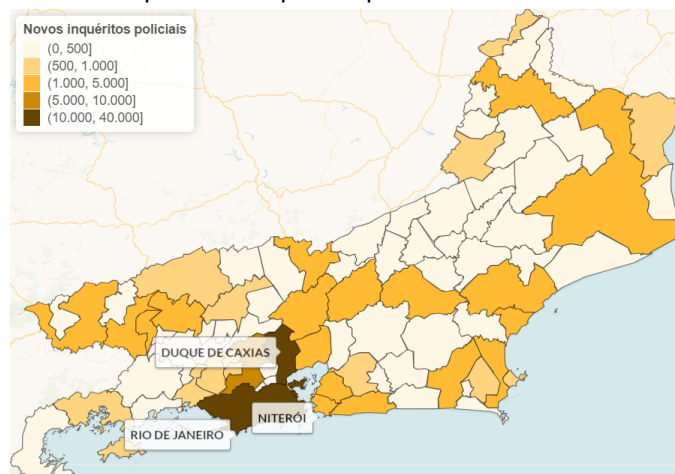 Novos inquéritos policiais
(0, 500]
(500, 1.000]
(1.000, 5.000]
(5.000, 10.000]
(10.000, 40.000]
DUQUE DE CAXIAS
NITERÓI
RIO DE JANEIRO